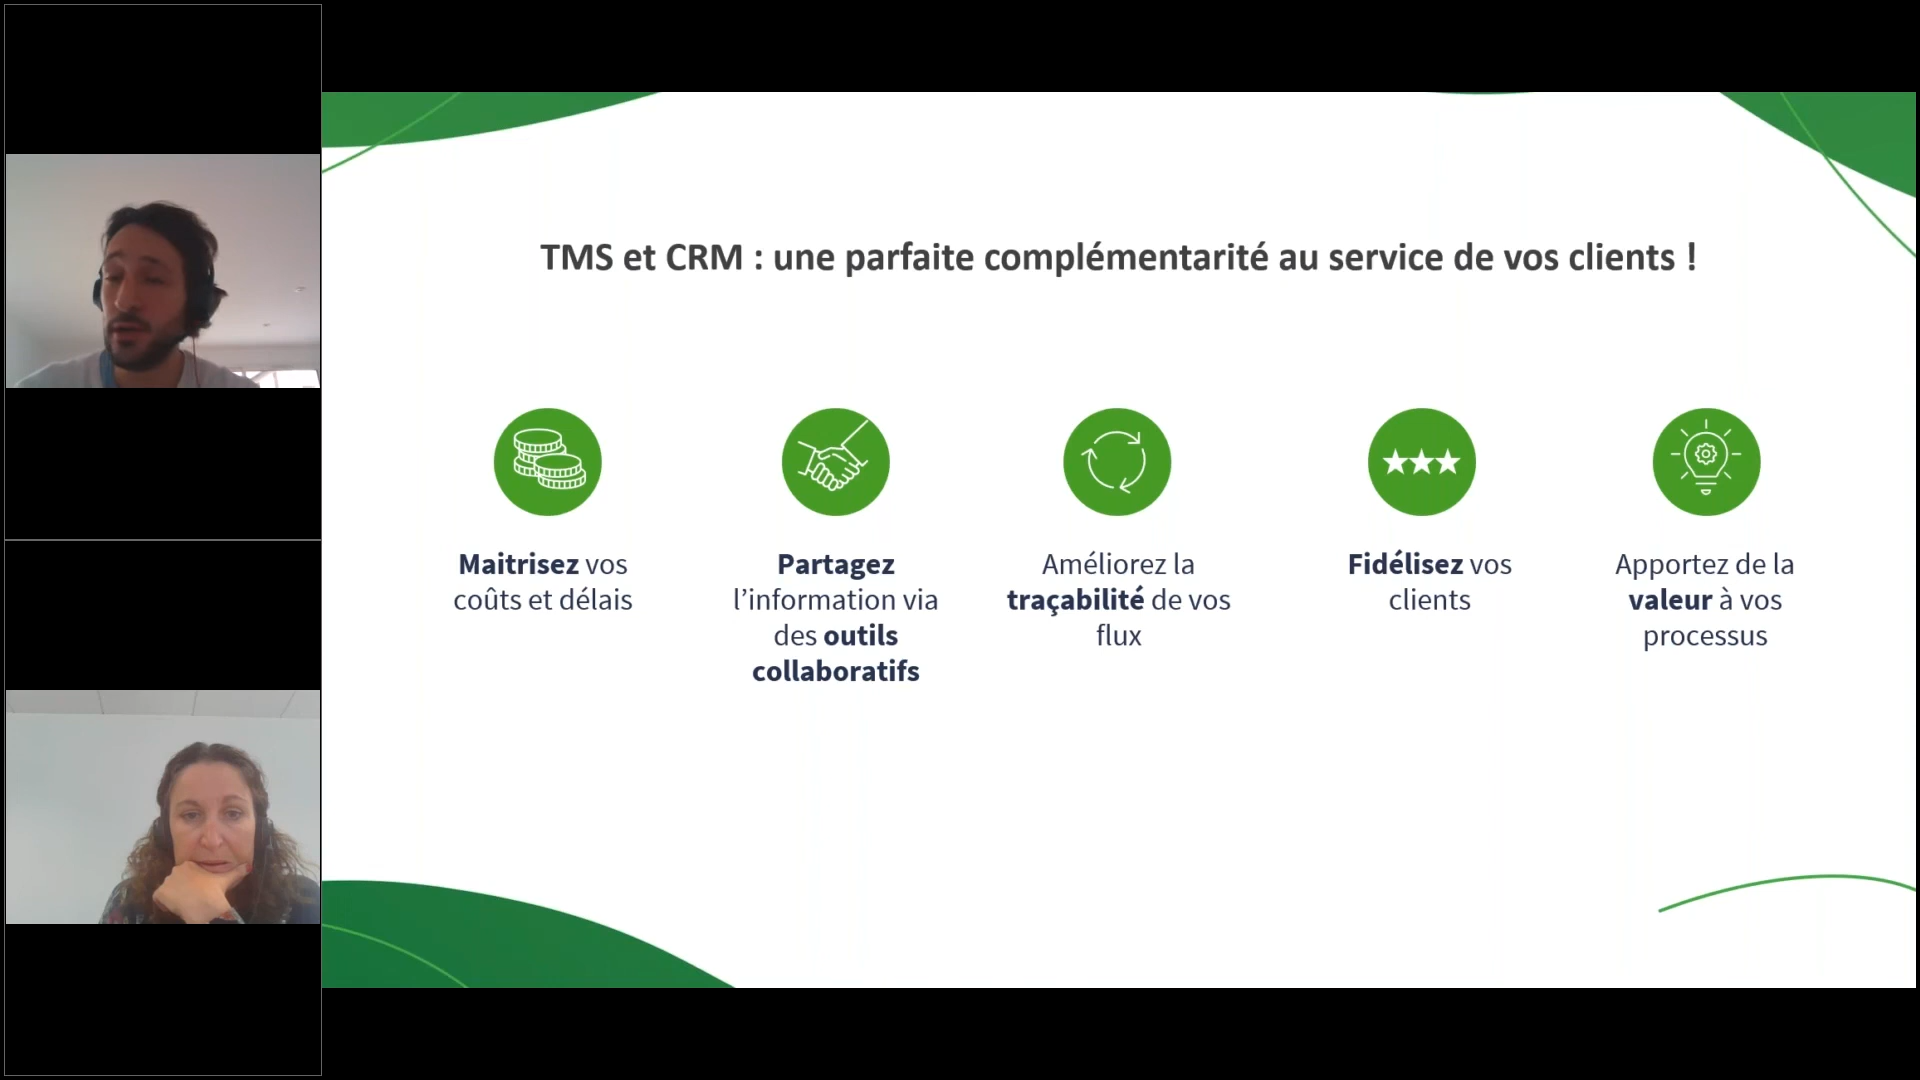 TMS et CRM : une parfaite complémentarité au service de vos clients !
Maitrisez vos
coûts et délais
Partagez
l’information via
des outils
collaboratifs
Améliorez la
traçabilité de vos
flux
Fidélisez vos
clients
Apportez de la
valeur à vos
processus